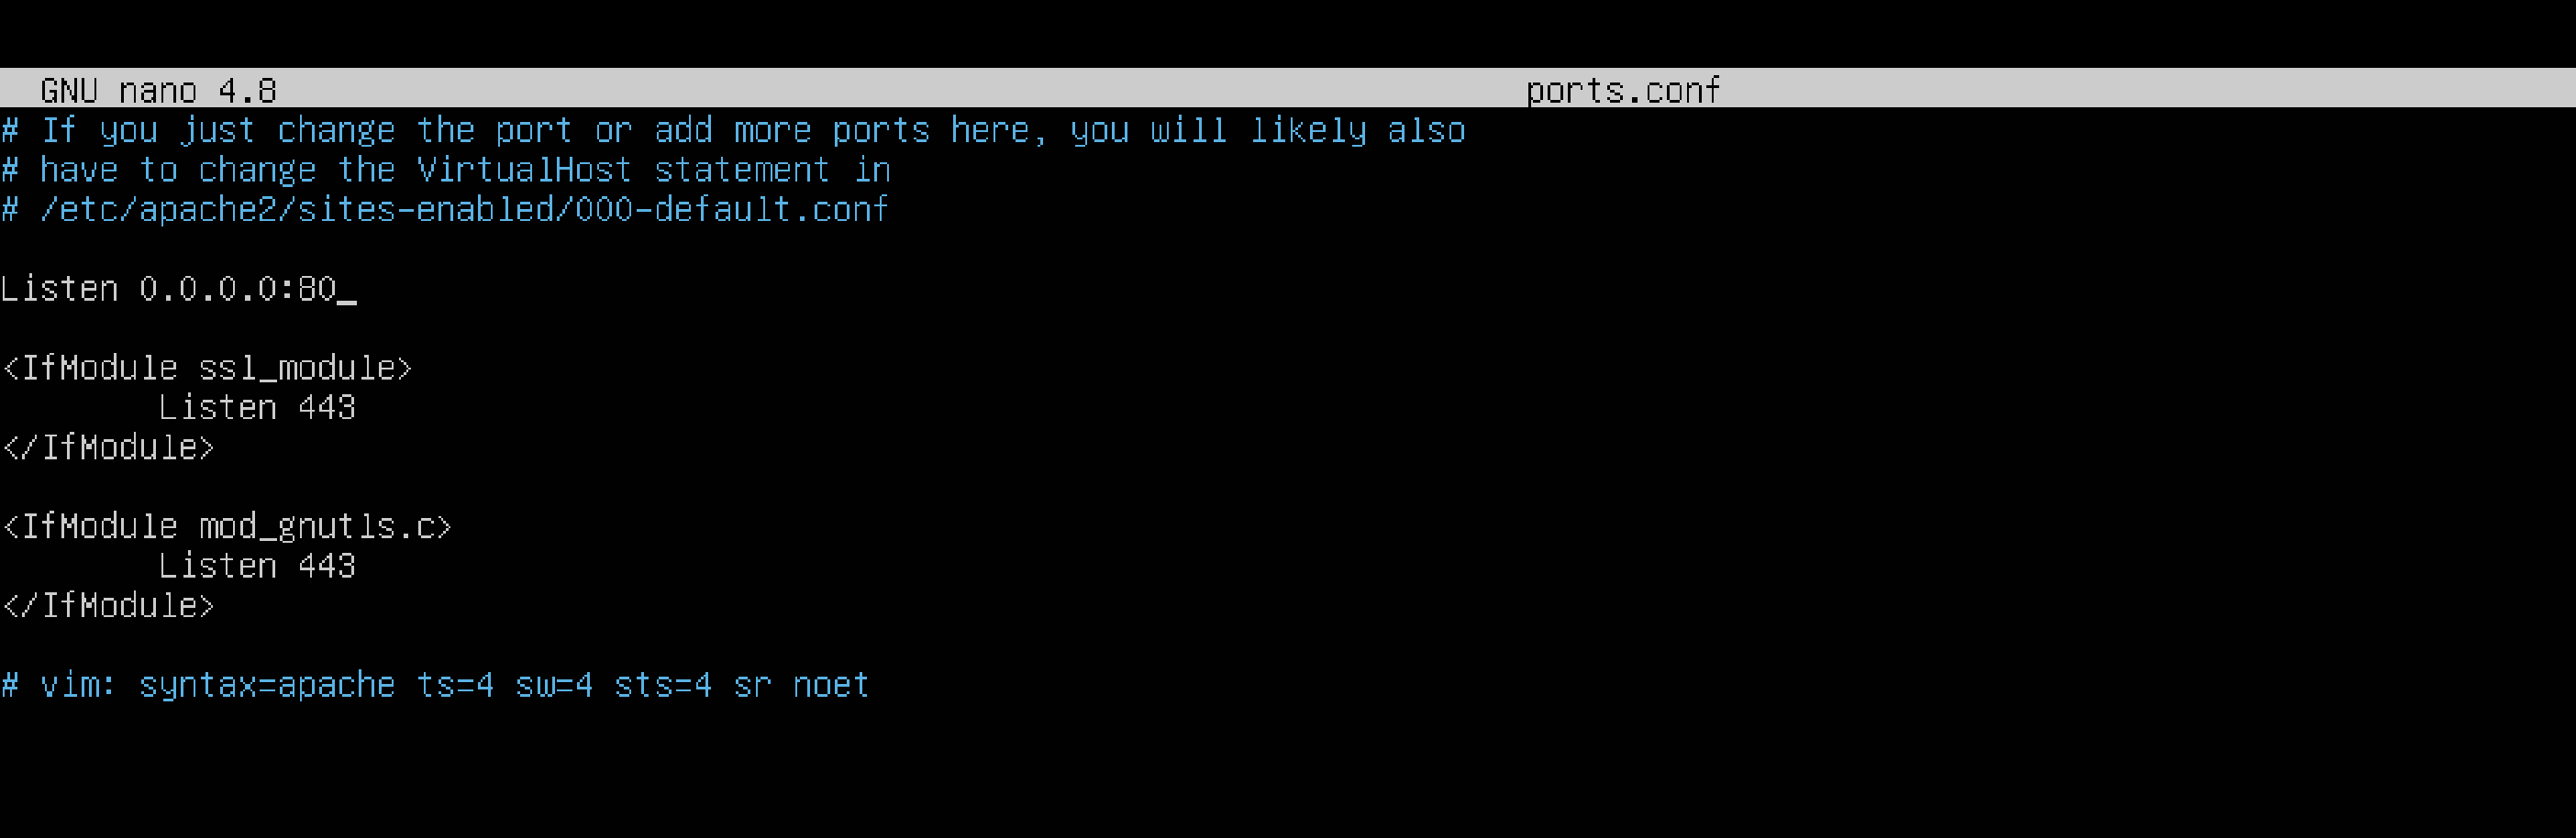 GNU nano 4.8 ports.conf
# If you just change the port or add more ports here, you will likely also
# have to change the VirtualHost statement in
# /etc/apache2/sites-enabled/000-default.conf
Listen 0.0.0.0:80_
<IfModule ssl_module>
Listen 443
</IfModule>
<IfModule mod_gnutls.c>
Listen 443
</IfModule>
# vim: syntax=apache ts=4 sw=4 sts=4 sr noet